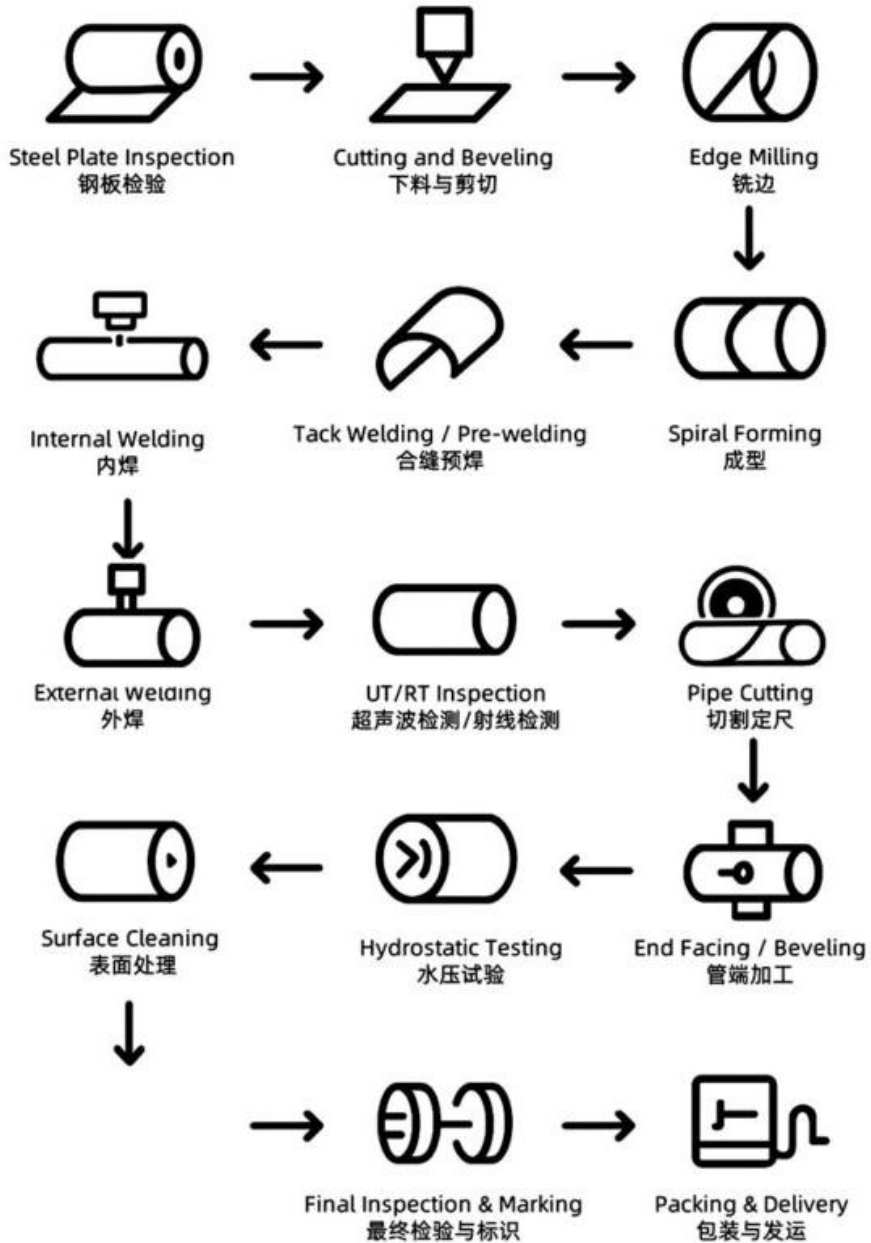 Steel Plate Inspection
钢板检验
Cutting and Beveling
下料与剪切
Edge Milling
铣边
Spiral Forming
成型
Tack Welding / Pre-welding
合缝预焊
Internal Welding
内焊
External Welding
外焊
UT/RT Inspection
超声波检测/射线检测
Pipe Cutting
切割定尺
End Facing / Beveling
管端加工
Hydrostatic Testing
水压试验
Surface Cleaning
表面处理
Final Inspection & Marking
最终检验与标识
Packing & Delivery
包装与发运